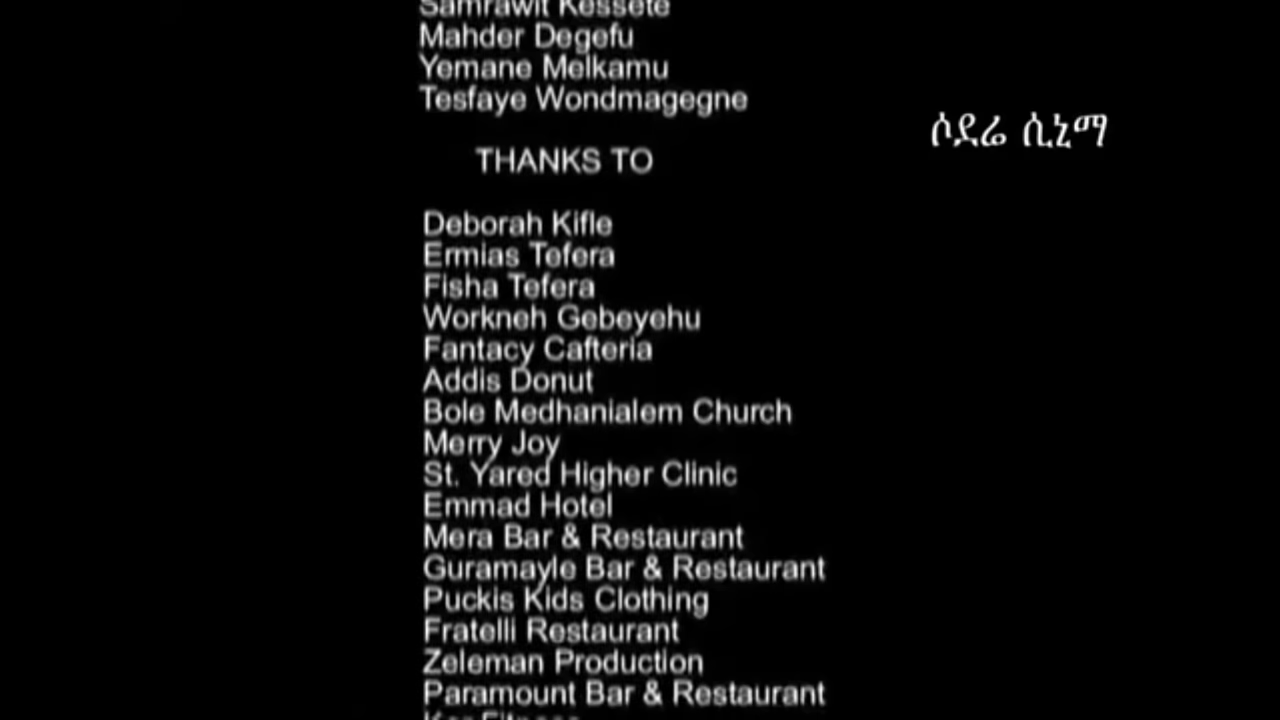 Samrawit Kessete
Mahder Degefu
Yemane Melkamu
Tesfaye Wondmagegne
ሶደሬ ሲኒማ
THANKS TO
Deborah Kifle
Ermias Tefera
Fisha Tefera
Workneh Gebeyehu
Fantacy Cafteria
Addis Donut
Bole Medhanialem Church
Merry Joy
St. Yared Higher Clinic
Emmad Hotel
Mera Bar & Restaurant
Guramayle Bar & Restaurant
Puckis Kids Clothing
Fratelli Restaurant
Zeleman Production
Paramount Bar & Restaurant